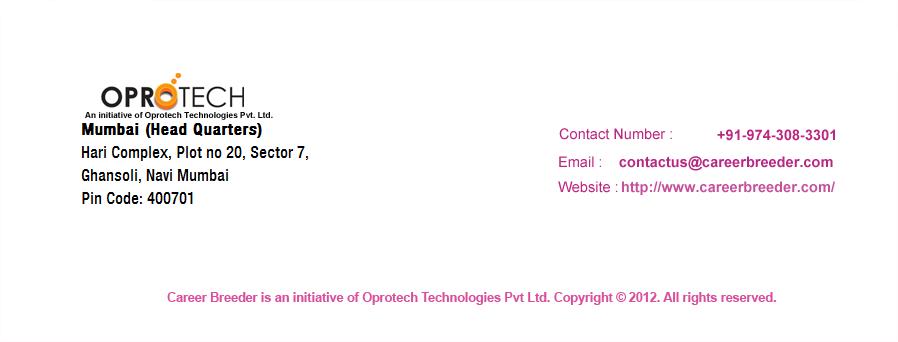 OPROTECH
An initiative of Oprotech Technologies Pvt. Ltd.
Mumbai (Head Quarters)
Hari Complex, Plot no 20, Sector 7,
Ghansoli, Navi Mumbai
Pin Code: 400701
Contact Number : +91-974-308-3301
Email : contactus@careerbreeder.com
Website : http://www.careerbreeder.com/
Career Breeder is an initiative of Oprotech Technologies Pvt Ltd. Copyright © 2012. All rights reserved.